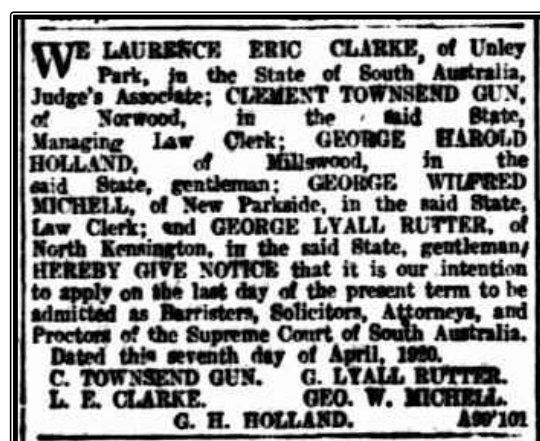 WE LAURENCE ERIC CLARKE, of Unley
Park, in the State of South Australia,
Judge's Associate; CLEMENT TOWNSEND GUN,
of Norwood, in the said State,
Managing Law Clerk; GEORGE HAROLD
HOLLAND, of Millswood, in the
said State, gentleman; GEORGE WILFRED
MICHELL, of New Parkside, in the said State,
Law Clerk; and GEORGE LYALL RUTTER, of
North Kensington, in the said State, gentleman,
HEREBY GIVE NOTICE that it is our intention
to apply on the last day of the present term to be
admitted as Barristers, Solicitors, Attorneys, and
Proctors of the Supreme Court of South Australia.
Dated this seventh day of April, 1920.
C. TOWNSEND GUN. G. LYALL RUTTER.
L. E. CLARKE. GEO. W. MICHELL.
G. H. HOLLAND. A99'101